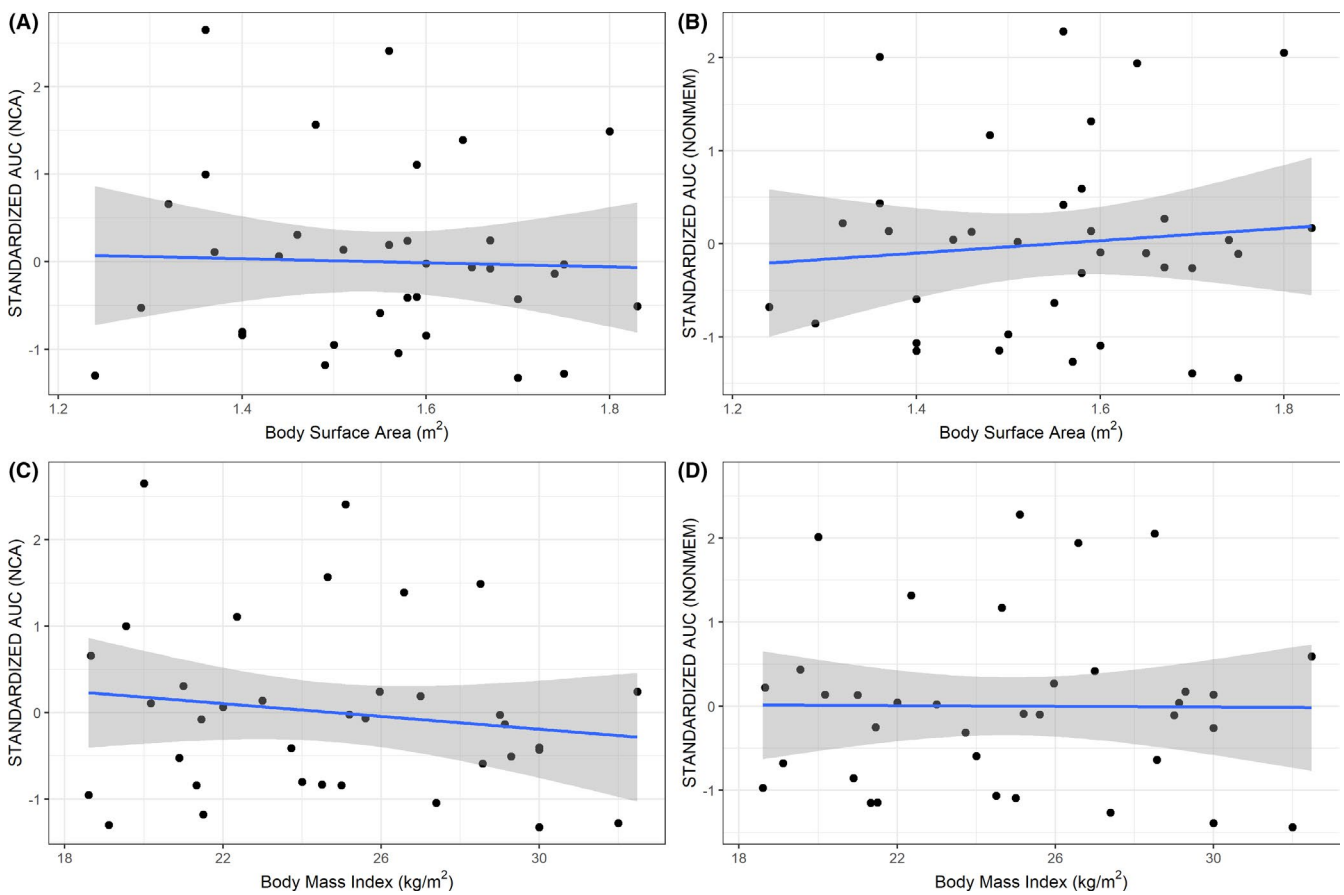 (A)
STANDARDIZED AUC (NCA)
2
1
0
-1
1.2 1.4 1.6 1.8
Body Surface Area (m²)
(B)
STANDARDIZED AUC (NONMEM)
2
1
0
-1
1.2 1.4 1.6 1.8
Body Surface Area (m²)
(C)
STANDARDIZED AUC (NCA)
2
1
0
-1
18 22 26 30
Body Mass Index (kg/m²)
(D)
STANDARDIZED AUC (NONMEM)
2
1
0
-1
18 22 26 30
Body Mass Index (kg/m²)